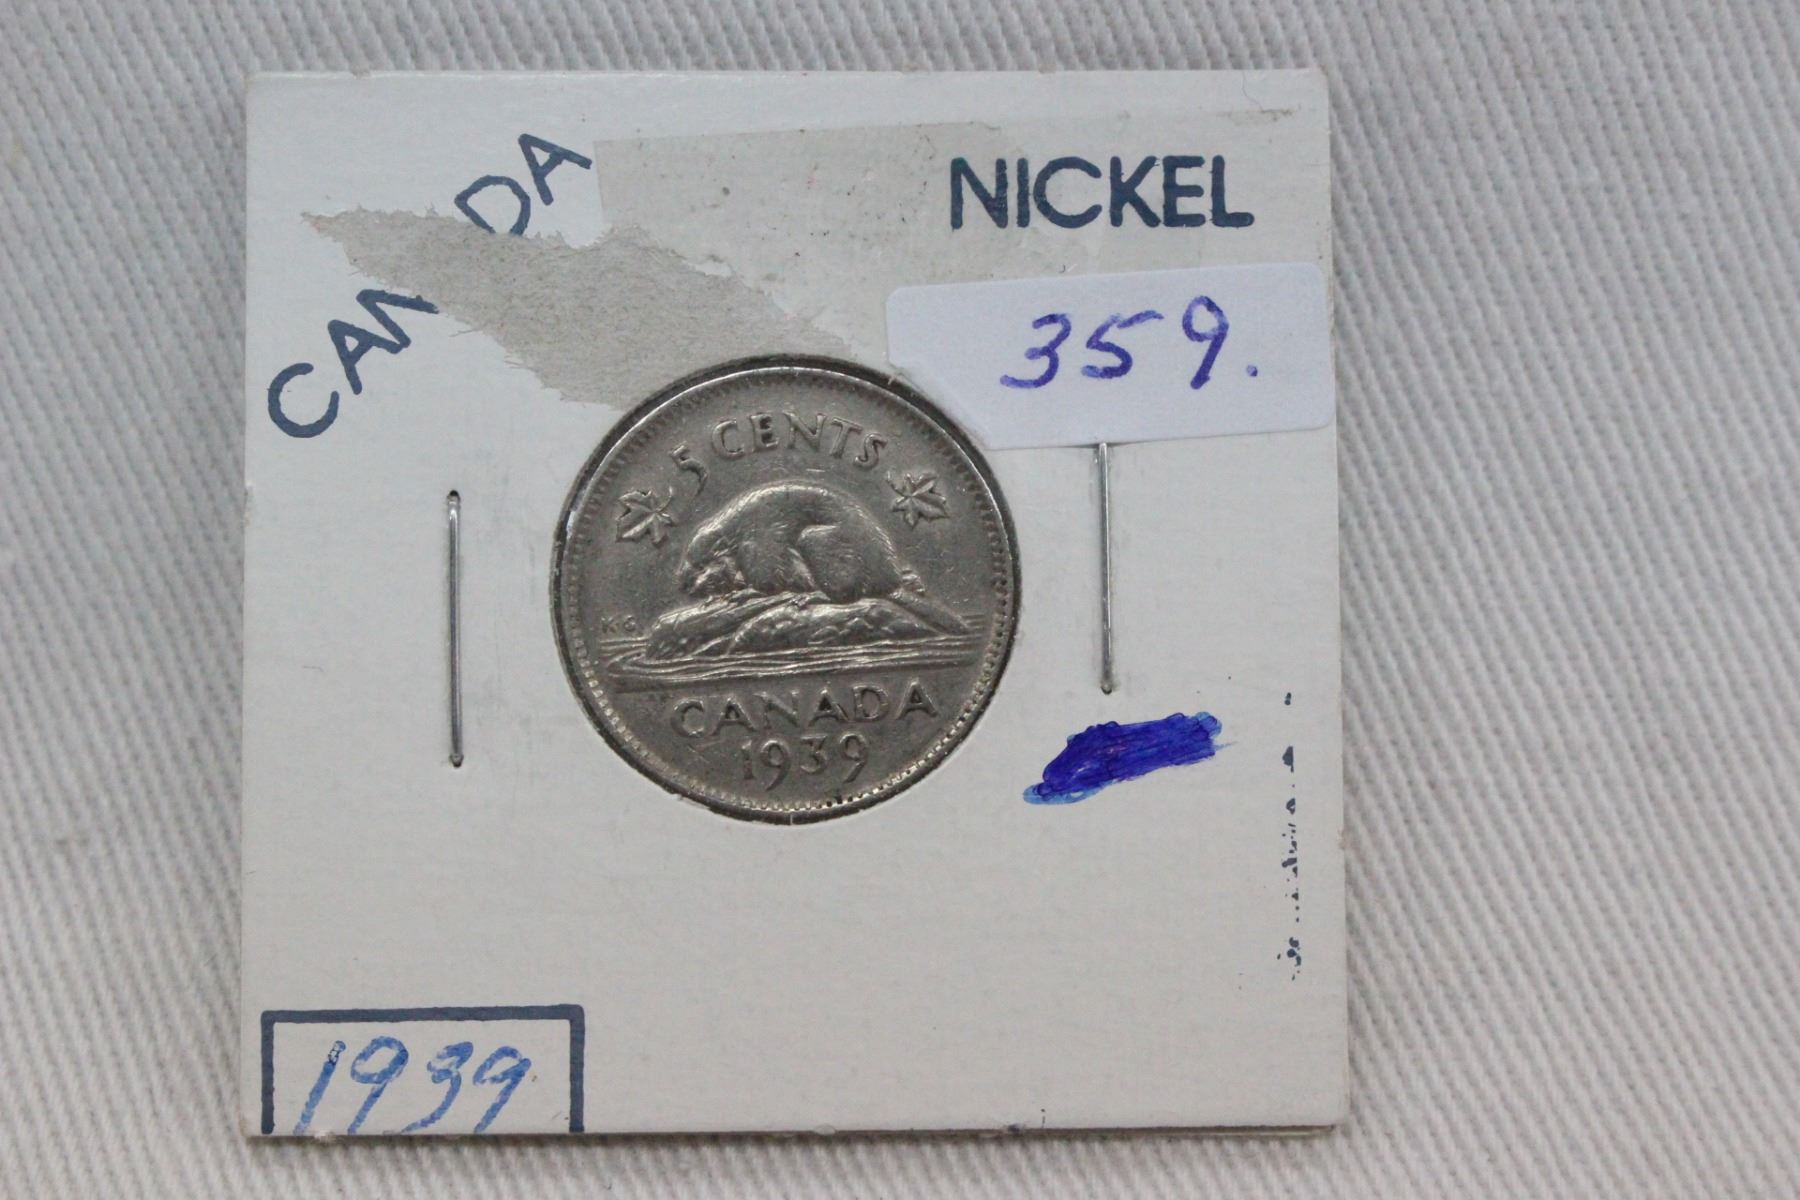 CANADA
NICKEL
359.
5 CENTS
KG
CANADA
1939
1939